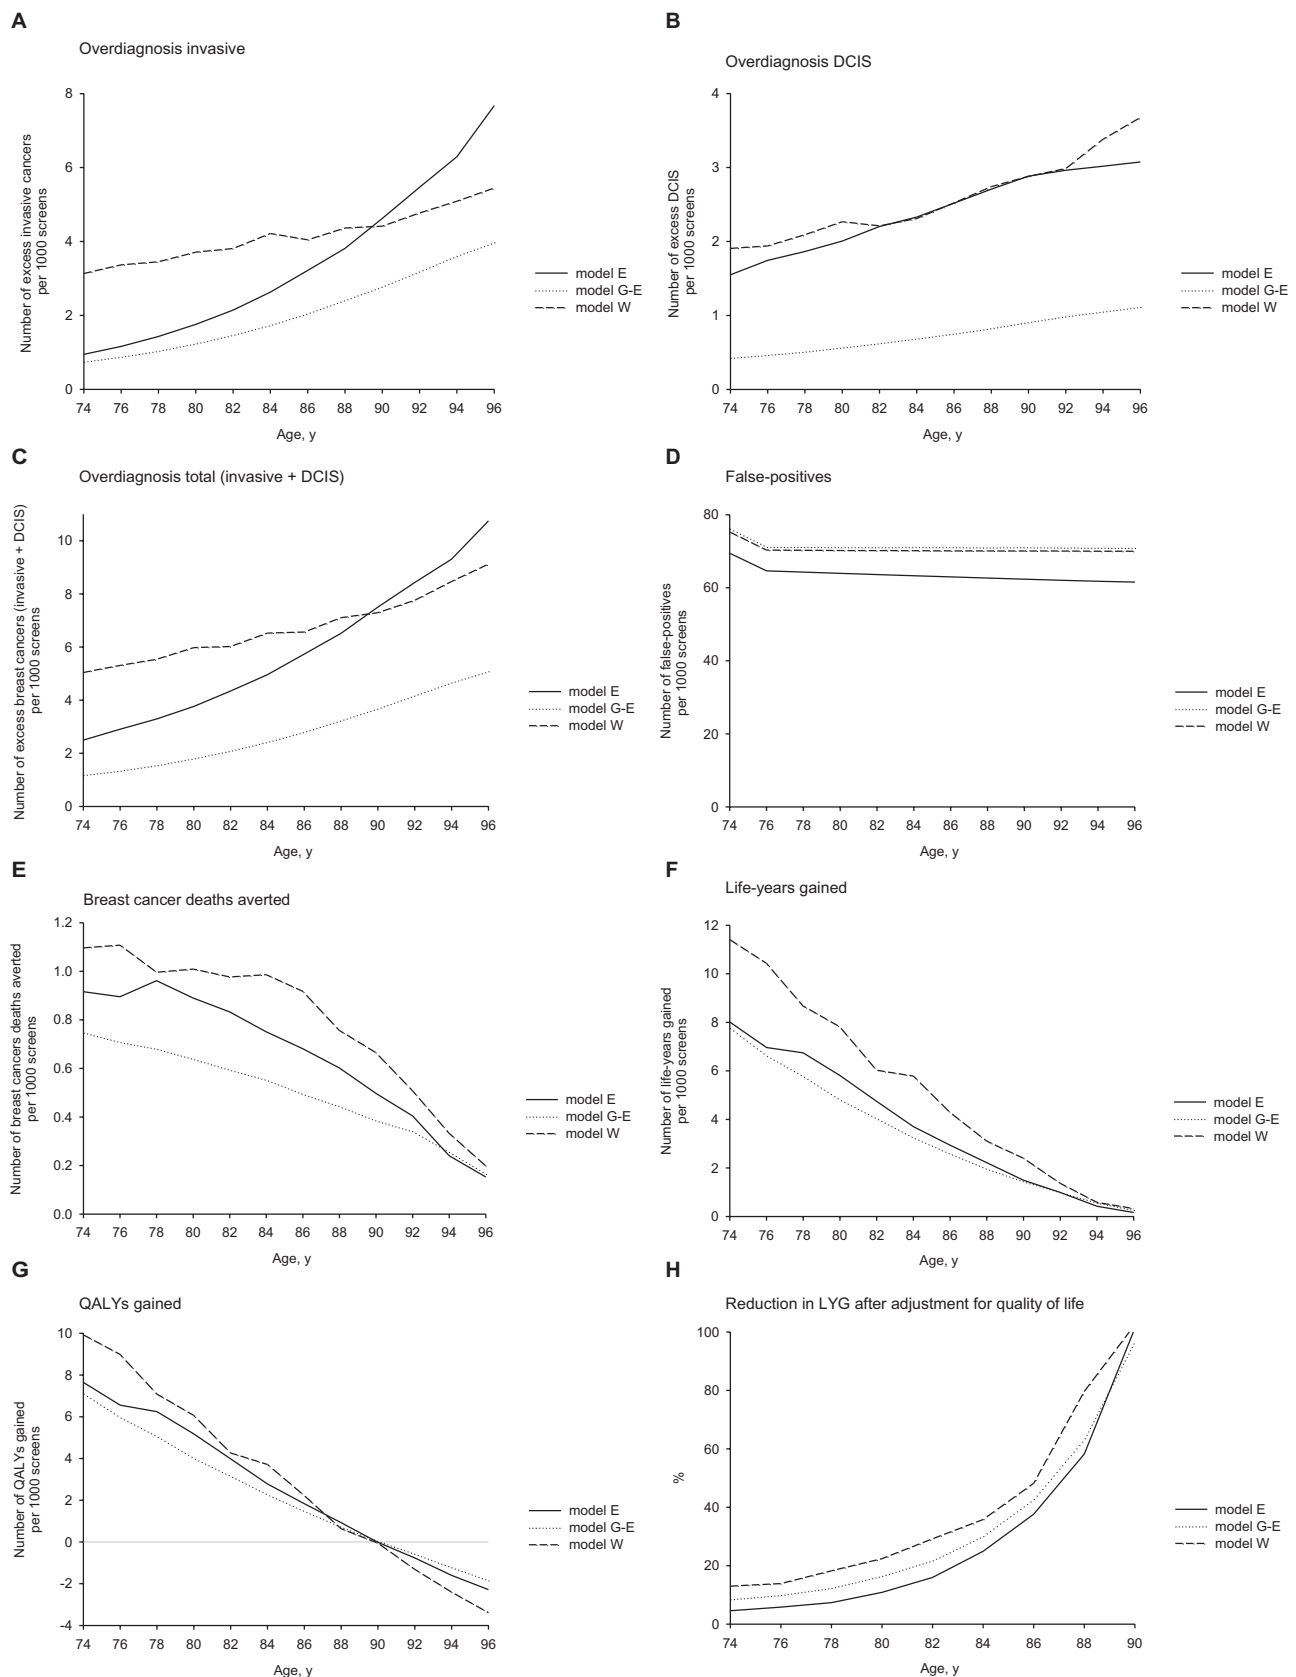 A
Overdiagnosis invasive
Number of excess invasive cancers
per 1000 screens
8
6
4
2
0
74 76 78 80 82 84 86 88 90 92 94 96
Age, y
model E
model G-E
model W
B
Overdiagnosis DCIS
Number of excess DCIS
per 1000 screens
4
3
2
1
0
74 76 78 80 82 84 86 88 90 92 94 96
Age, y
model E
model G-E
model W
C
Overdiagnosis total (invasive + DCIS)
Number of excess breast cancers (invasive + DCIS)
per 1000 screens
10
8
6
4
2
0
74 76 78 80 82 84 86 88 90 92 94 96
Age, y
model E
model G-E
model W
D
False-positives
Number of false-positives
per 1000 screens
80
60
40
20
0
74 76 78 80 82 84 86 88 90 92 94 96
Age, y
model E
model G-E
model W
E
Breast cancer deaths averted
Number of breast cancers deaths averted
per 1000 screens
1.2
1.0
0.8
0.6
0.4
0.2
0.0
74 76 78 80 82 84 86 88 90 92 94 96
Age, y
model E
model G-E
model W
F
Life-years gained
Number of life-years gained
per 1000 screens
12
10
8
6
4
2
0
74 76 78 80 82 84 86 88 90 92 94 96
Age, y
model E
model G-E
model W
G
QALYs gained
Number of QALYs gained
per 1000 screens
10
8
6
4
2
0
-2
-4
74 76 78 80 82 84 86 88 90 92 94 96
Age, y
model E
model G-E
model W
H
Reduction in LYG after adjustment for quality of life
%
100
80
60
40
20
0
74 76 78 80 82 84 86 88 90
Age, y
model E
model G-E
model W